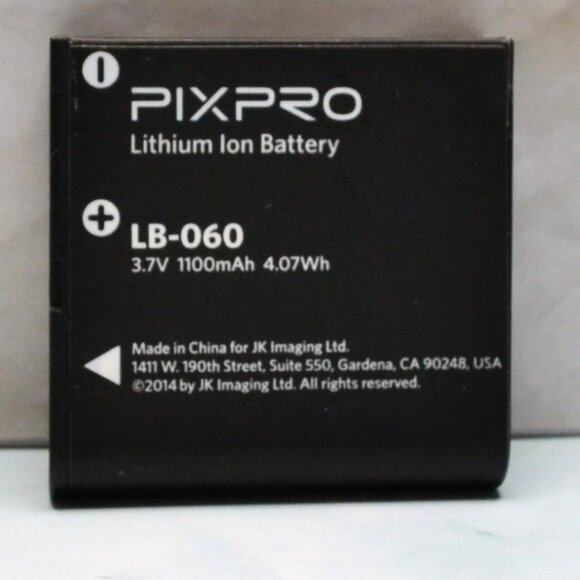 PIXPRO
Lithium Ion Battery
LB-060
3.7V 1100mAh 4.07Wh
Made in China for JK Imaging Ltd.
1411 W. 190th Street, Suite 550, Gardena, CA 90248, USA
©2014 by JK Imaging Ltd. All rights reserved.